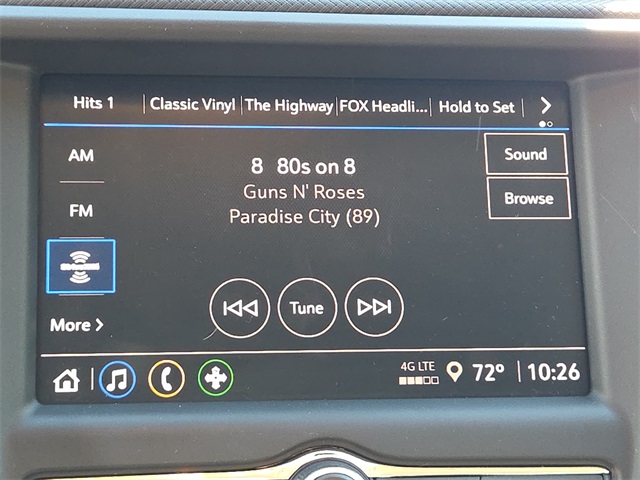 Hits 1 Classic Vinyl The Highway FOX Headli... Hold to Set
AM
8 80s on 8
Sound
Guns N' Roses
Browse
FM
Paradise City (89)
Tune
More
4G LTE
72° 10:26